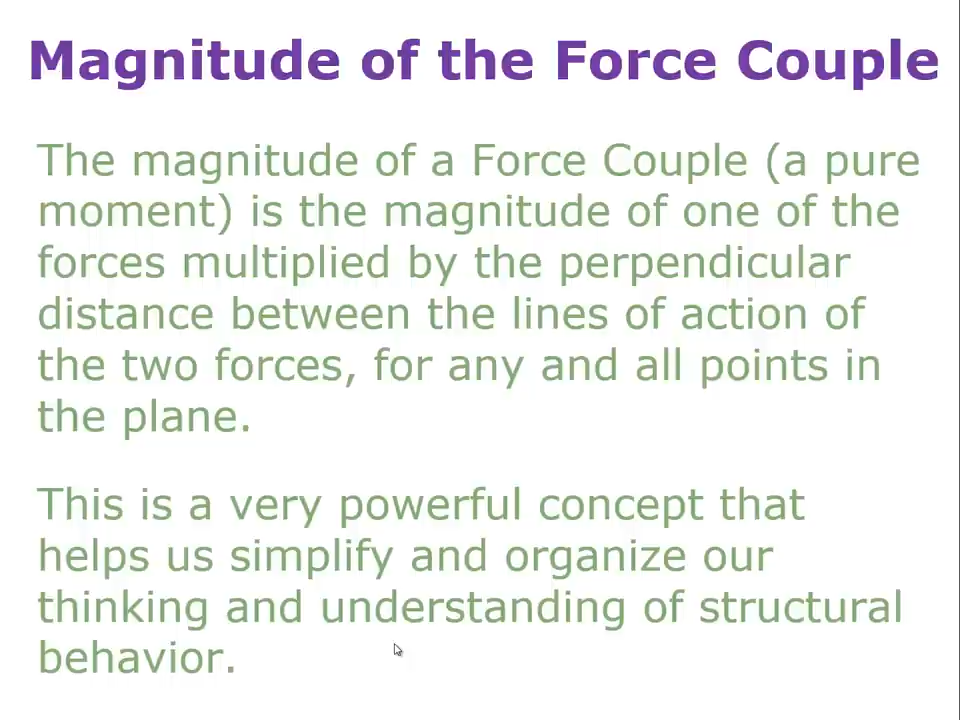 Magnitude of the Force Couple
The magnitude of a Force Couple (a pure
moment) is the magnitude of one of the
forces multiplied by the perpendicular
distance between the lines of action of
the two forces, for any and all points in
the plane.
This is a very powerful concept that
helps us simplify and organize our
thinking and understanding of structural
behavior.